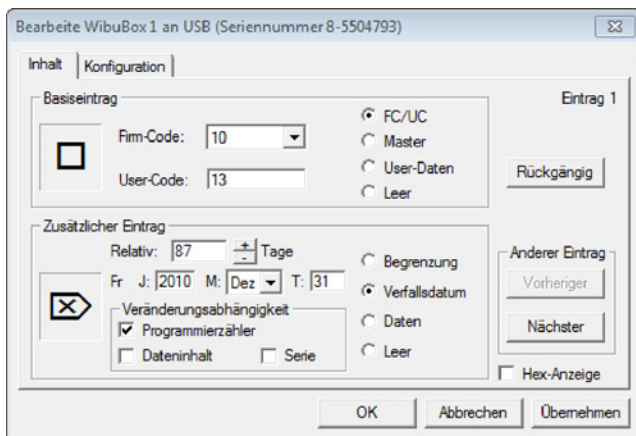 Bearbeite WibuBox 1 an USB (Seriennummer 8-5504793)
Inhalt Konfiguration
Basiseintrag
Eintrag 1
Firm-Code: 10
User-Code: 13
FC/UC
Master
User-Daten
Leer
Rückgängig
Zusätzlicher Eintrag
Relativ: 87 + - Tage
Fr J: 2010 M: Dez T: 31
Veränderungsabhängigkeit
Programmierzähler
Dateninhalt Serie
Begrenzung
Verfallsdatum
Daten
Leer
Anderer Eintrag
Vorheriger
Nächster
Hex-Anzeige
OK Abbrechen Übernehmen